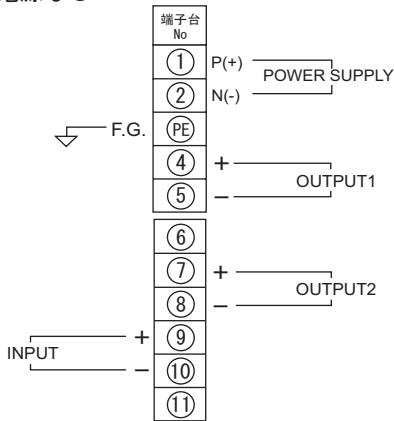 端子台
No
① P(+)
POWER SUPPLY
② N(-)
F.G. PE
④ +
OUTPUT1
⑤ −
⑥
⑦ +
OUTPUT2
⑧ −
+ ⑨
INPUT
− ⑩
⑪